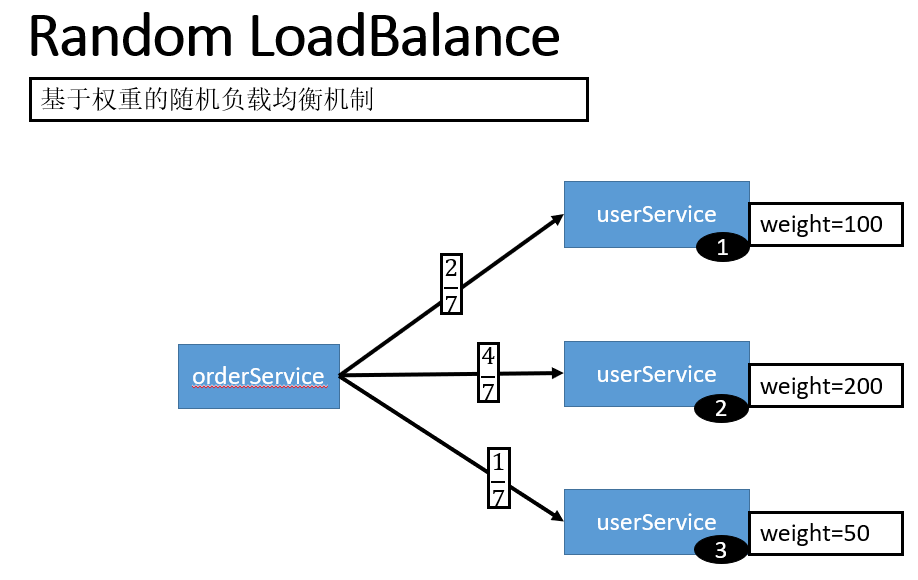 Random LoadBalance
基于权重的随机负载均衡机制
userService
1
weight=100
2
7
orderService
4
7
userService
2
weight=200
1
7
userService
3
weight=50